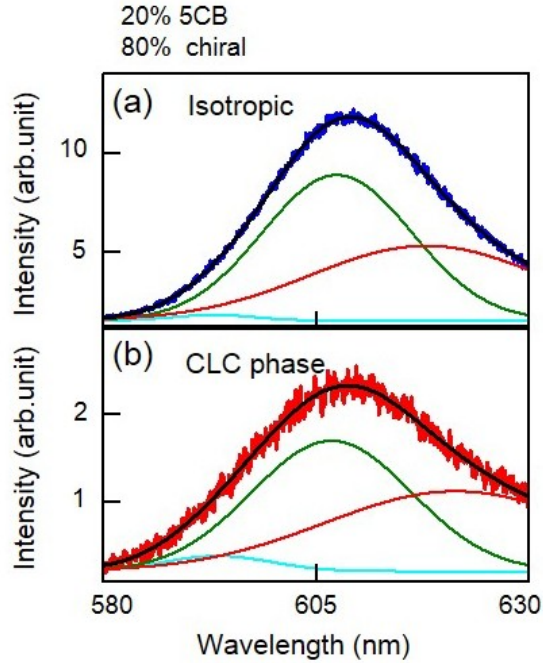 20% 5CB
80% chiral
(a) Isotropic
10
5
Intensity (arb.unit)
(b) CLC phase
2
1
Intensity (arb.unit)
580 605 630
Wavelength (nm)